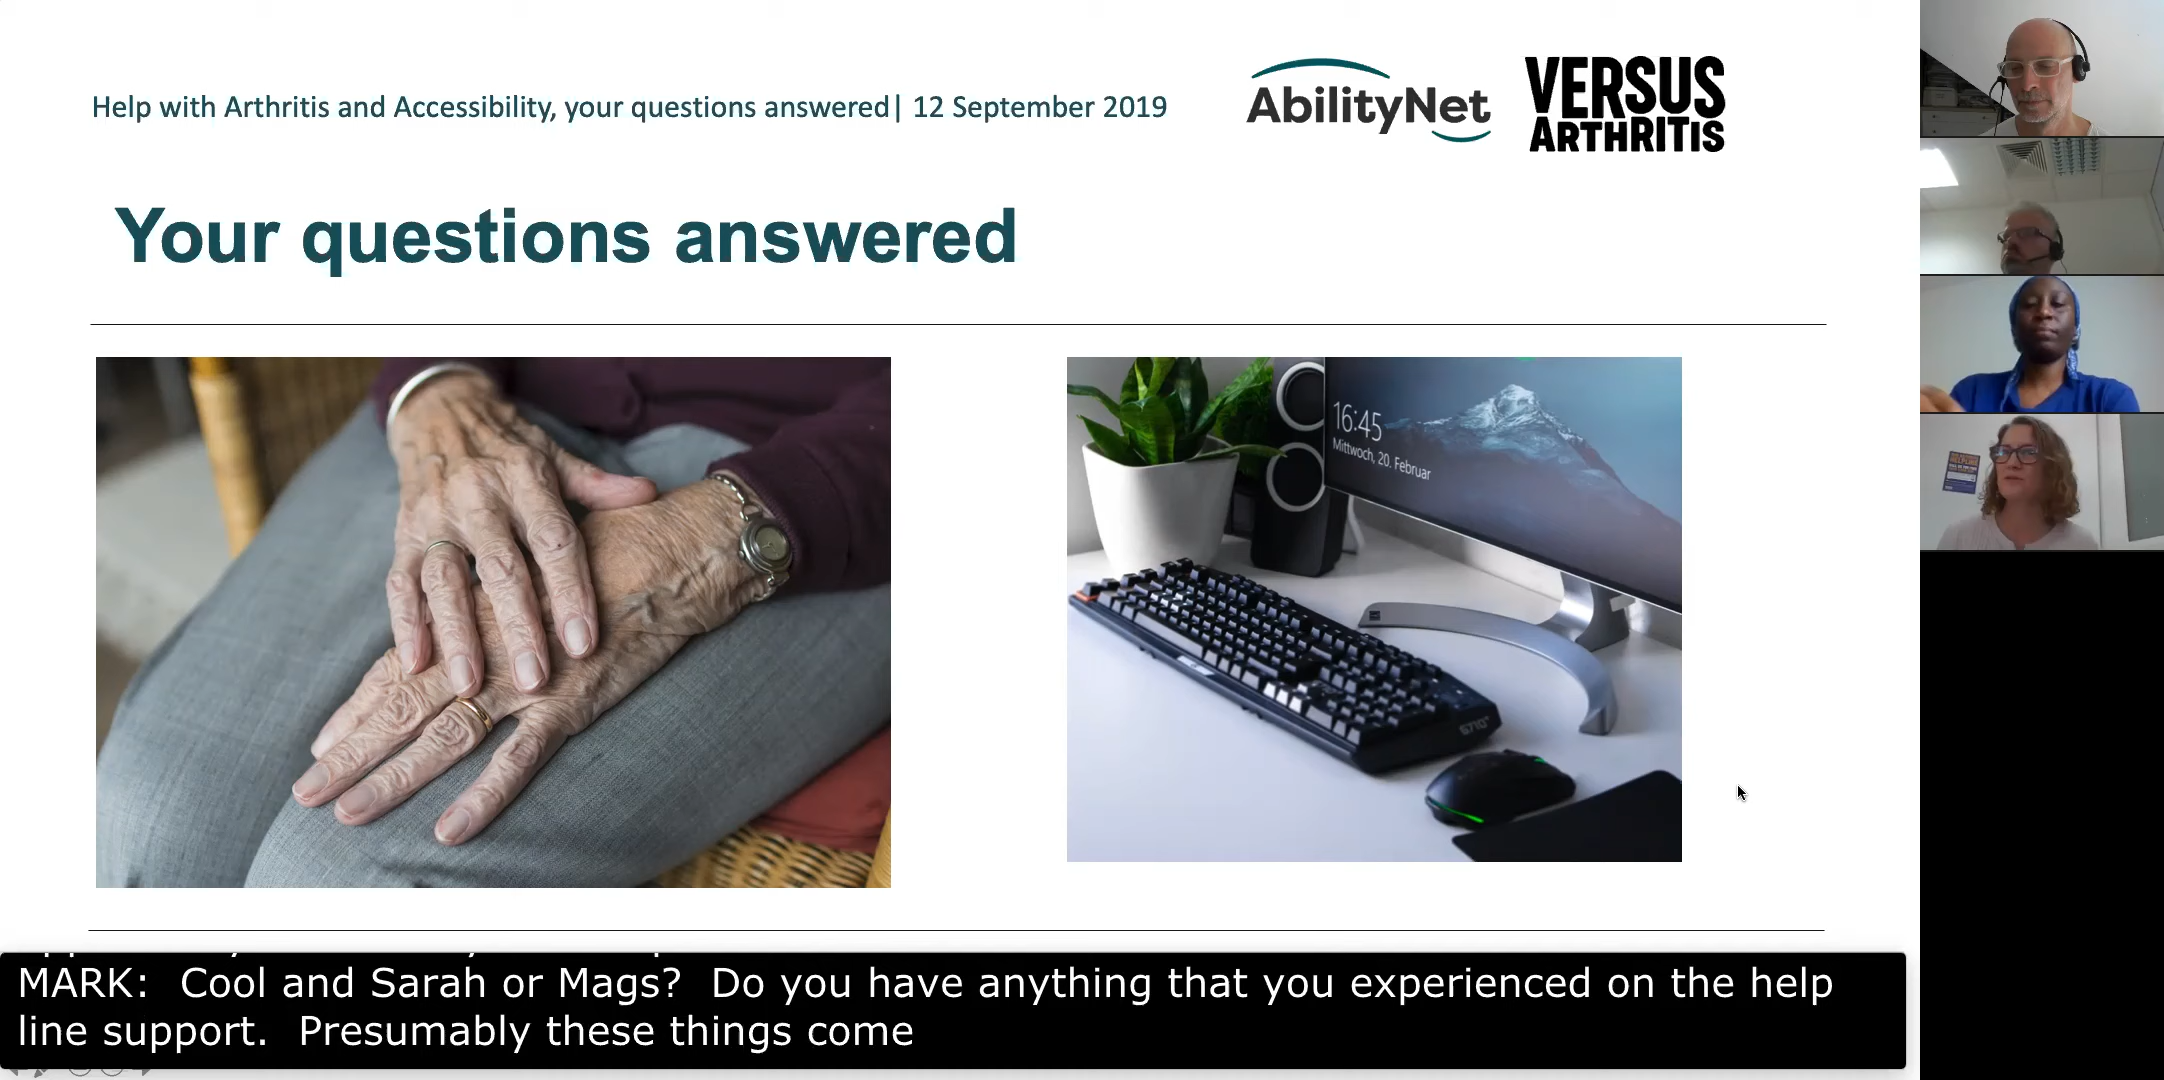 Help with Arthritis and Accessibility, your questions answered| 12 September 2019
AbilityNet
VERSUS
ARTHRITIS
Your questions answered
16:45
Mittwoch, 20. Februar
G710+
MARK:  Cool and Sarah or Mags?  Do you have anything that you experienced on the help
line support.  Presumably these things come